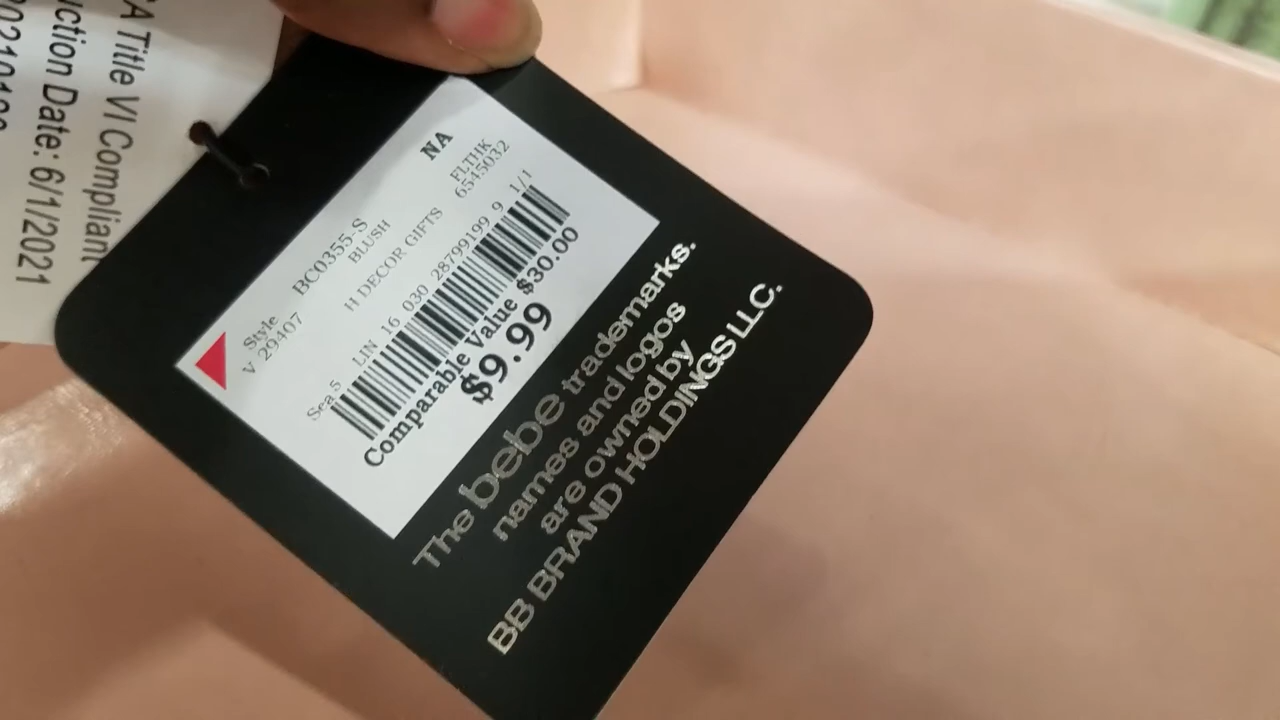 A Title VI Compliant
uction Date: 6/1/2021
NA
FLTHK
6545032
Style
BC0355-S
V 29407
BLUSH
H DECOR GIFTS
Sea 5 LIN 16 030 28799199 9 1/1
Comparable Value $30.00
$9.99
The bebe trademarks.
names and logos
are owned by
BB BRAND HOLDINGS LLC.